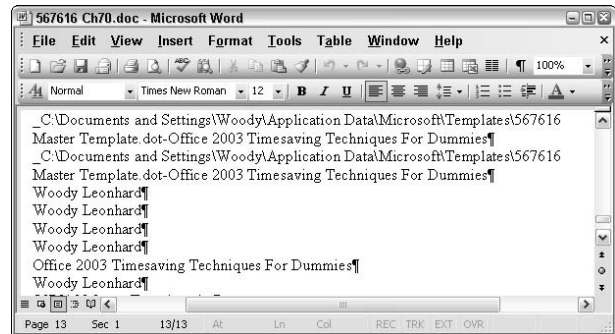 567616 Ch70.doc - Microsoft Word
File Edit View Insert Format Tools Table Window Help
¶ 100%
Normal Times New Roman 12 B I U A
_C:\Documents and Settings\Woody\Application Data\Microsoft\Templates\567616
Master Template.dot-Office 2003 Timesaving Techniques For Dummies¶
_C:\Documents and Settings\Woody\Application Data\Microsoft\Templates\567616
Master Template.dot-Office 2003 Timesaving Techniques For Dummies¶
Woody Leonhard¶
Woody Leonhard¶
Woody Leonhard¶
Woody Leonhard¶
Office 2003 Timesaving Techniques For Dummies¶
Woody Leonhard¶
Page 13 Sec 1 13/13 At Ln Col REC TRK EXT OVR